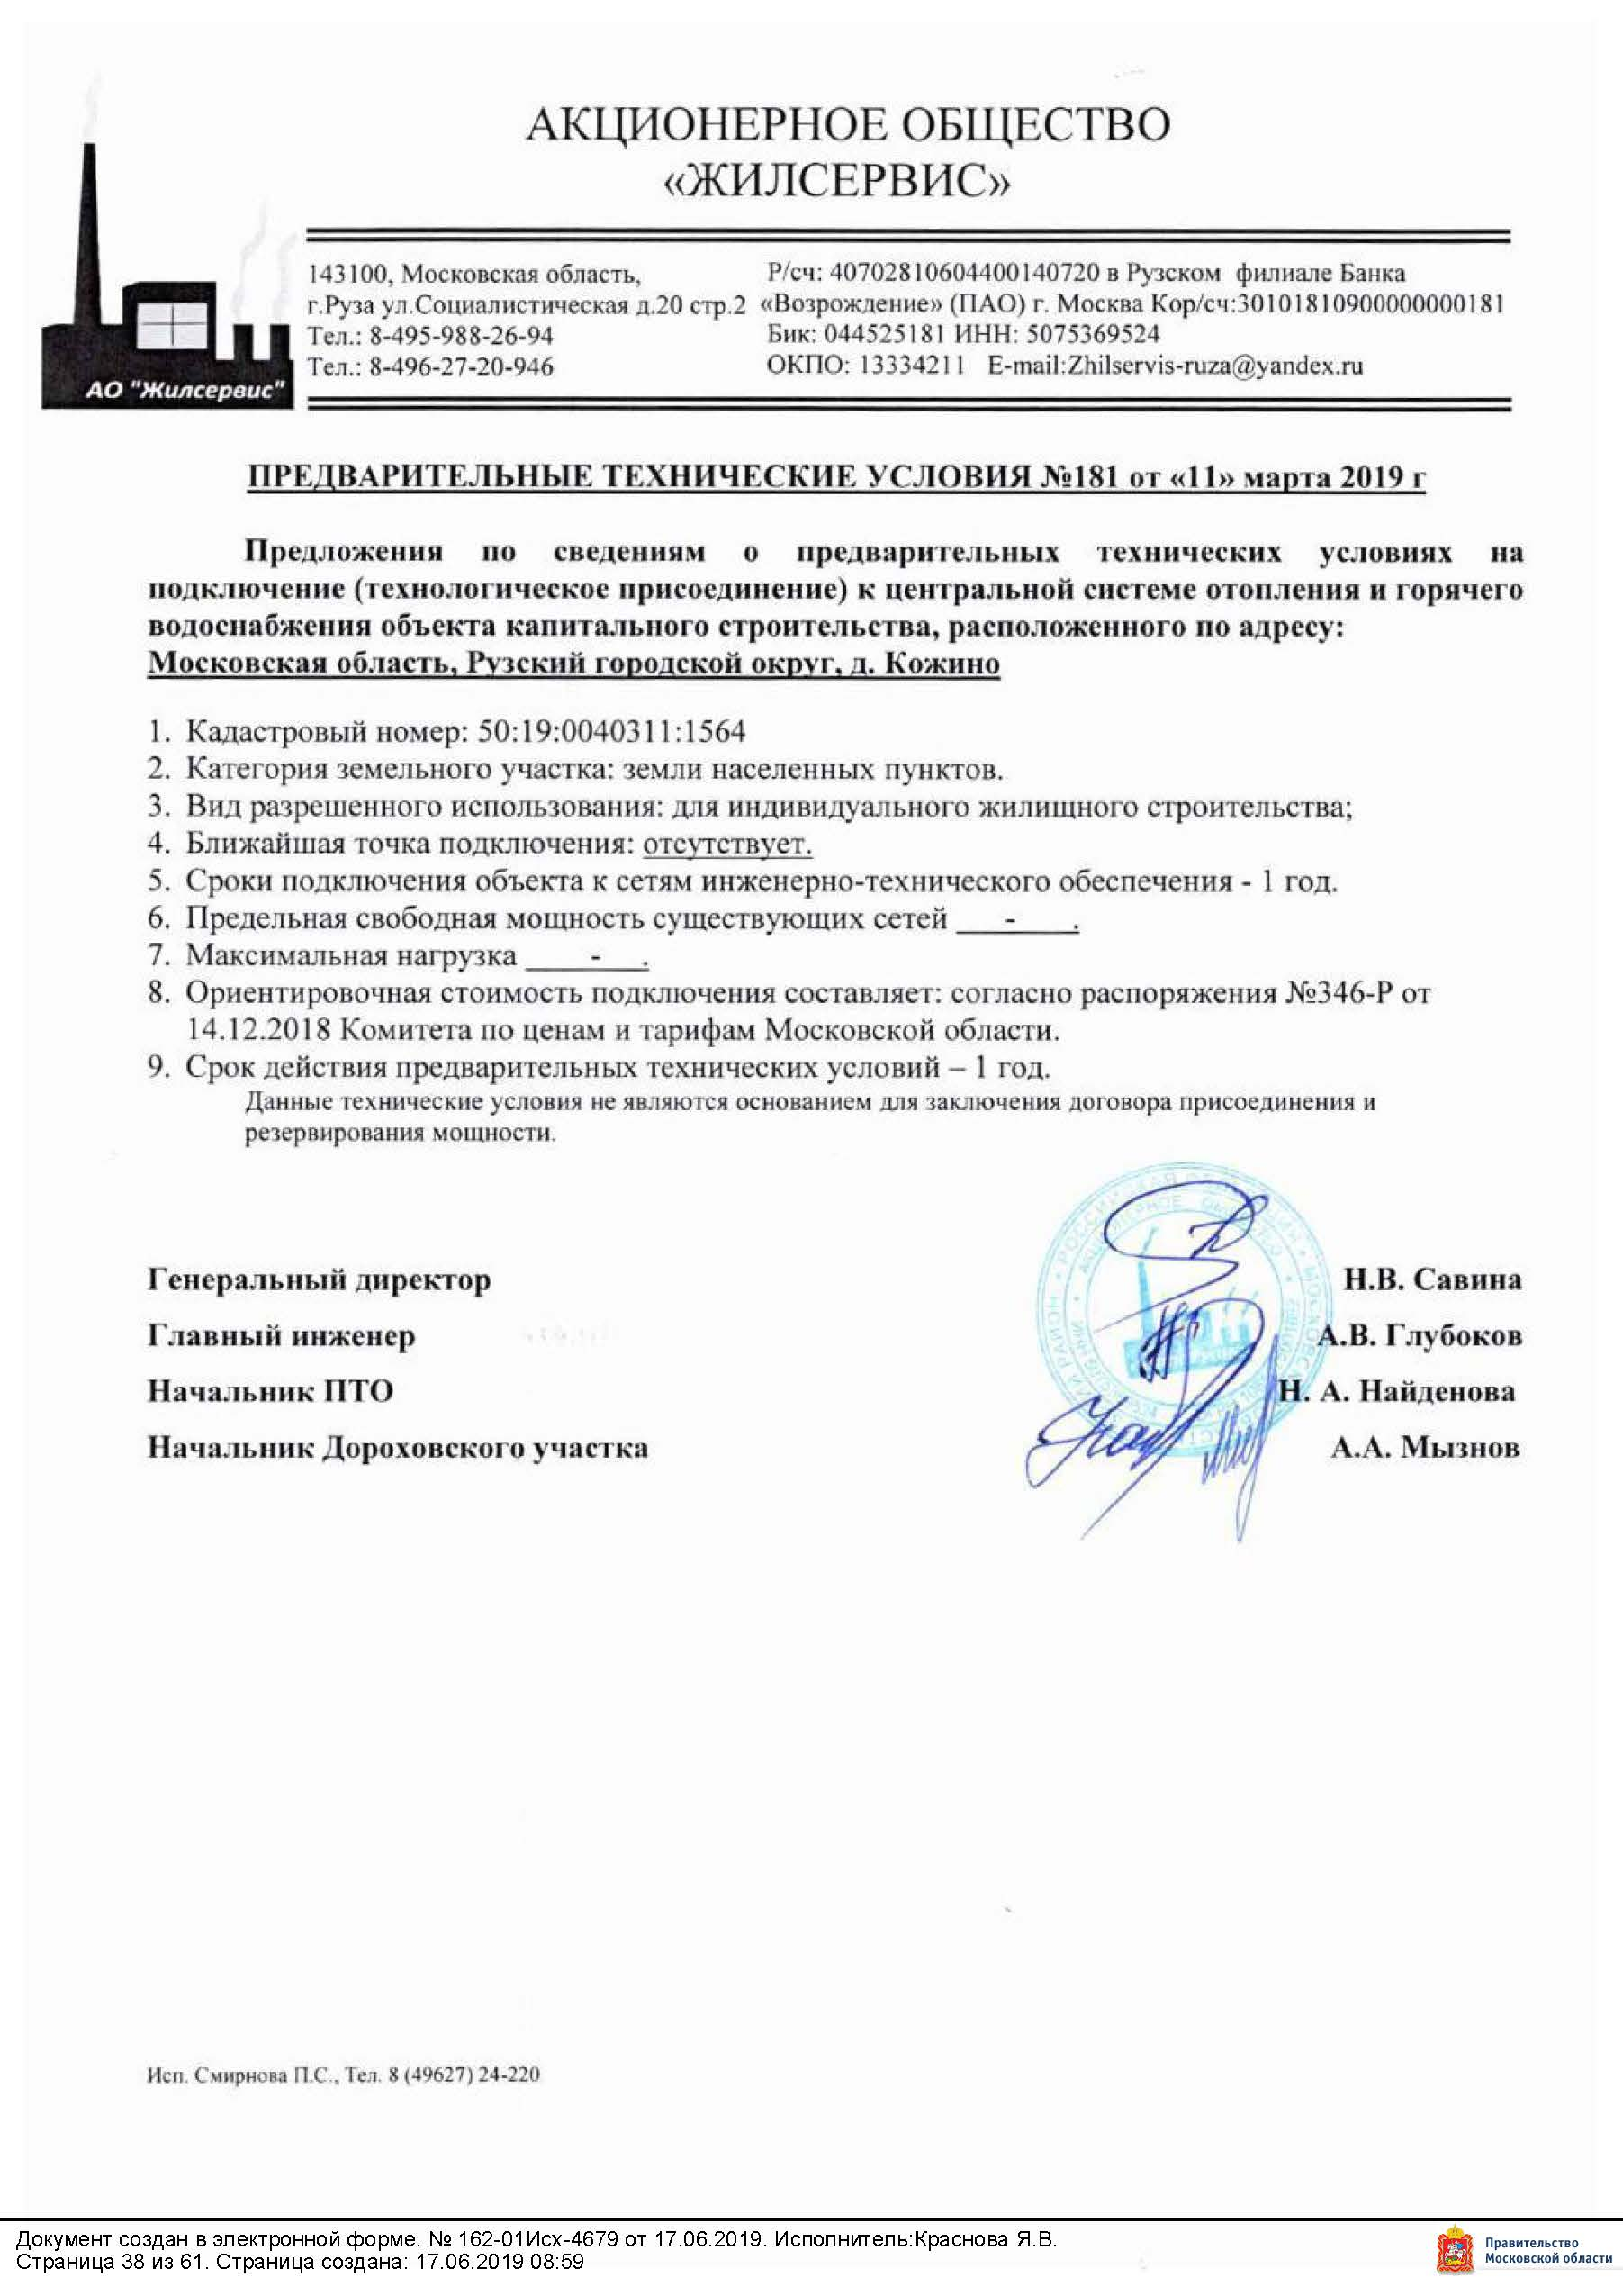 АКЦИОНЕРНОЕ ОБЩЕСТВО
«ЖИЛСЕРВИС»
АО "Жилсервис"
143100, Московская область,
г.Руза ул.Социалистическая д.20 стр.2
Тел.: 8-495-988-26-94
Тел.: 8-496-27-20-946
Р/сч: 40702810604400140720 в Рузском филиале Банка
«Возрождение» (ПАО) г. Москва Кор/сч:30101810900000000181
Бик: 044525181 ИНН: 5075369524
ОКПО: 13334211 E-mail:Zhilservis-ruza@yandex.ru
ПРЕДВАРИТЕЛЬНЫЕ ТЕХНИЧЕСКИЕ УСЛОВИЯ №181 от «11» марта 2019 г
Предложения по сведениям о предварительных технических условиях на
подключение (технологическое присоединение) к центральной системе отопления и горячего
водоснабжения объекта капитального строительства, расположенного по адресу:
Московская область, Рузский городской округ, д. Кожино
1. Кадастровый номер: 50:19:0040311:1564
2. Категория земельного участка: земли населенных пунктов.
3. Вид разрешенного использования: для индивидуального жилищного строительства;
4. Ближайшая точка подключения: отсутствует.
5. Сроки подключения объекта к сетям инженерно-технического обеспечения - 1 год.
6. Предельная свободная мощность существующих сетей ___-____.
7. Максимальная нагрузка ____-___.
8. Ориентировочная стоимость подключения составляет: согласно распоряжения №346-Р от
14.12.2018 Комитета по ценам и тарифам Московской области.
9. Срок действия предварительных технических условий – 1 год.
Данные технические условия не являются основанием для заключения договора присоединения и
резервирования мощности.
Генеральный директор Н.В. Савина
Главный инженер А.В. Глубоков
Начальник ПТО Н. А. Найденова
Начальник Дороховского участка А.А. Мызнов
Исп. Смирнова П.С., Тел. 8 (49627) 24-220
Документ создан в электронной форме. № 162-01Исх-4679 от 17.06.2019. Исполнитель:Краснова Я.В.
Страница 38 из 61. Страница создана: 17.06.2019 08:59
Правительство
Московской области